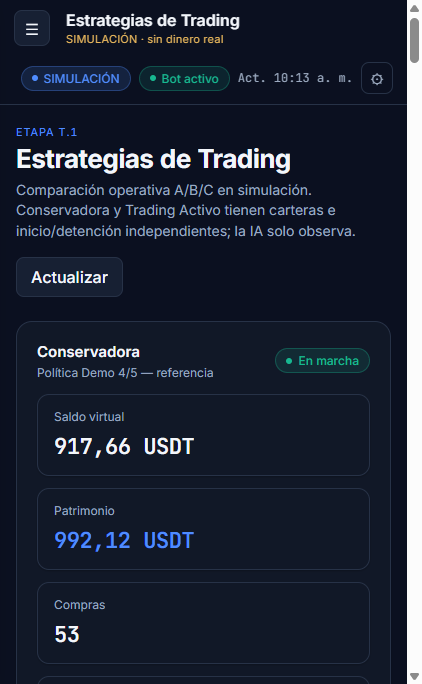 ☰
Estrategias de Trading
SIMULACIÓN · sin dinero real
SIMULACIÓN
Bot activo
Act. 10:13 a. m.
ETAPA T.1
Estrategias de Trading
Comparación operativa A/B/C en simulación.
Conservadora y Trading Activo tienen carteras e
inicio/detención independientes; la IA solo observa.
Actualizar
Conservadora
Política Demo 4/5 — referencia
En marcha
Saldo virtual
917,66 USDT
Patrimonio
992,12 USDT
Compras
53